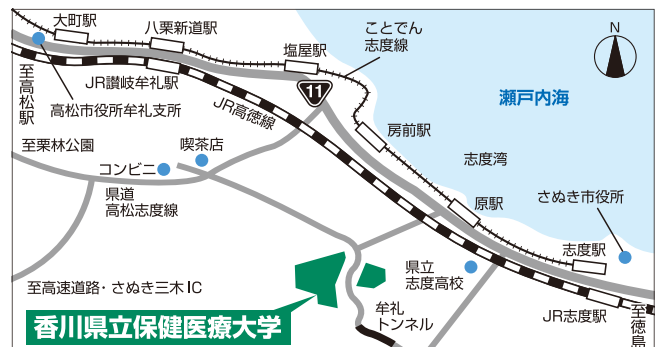 大町駅
八栗新道駅
塩屋駅
ことでん
志度線
N
至高松駅
高松市役所牟礼支所
JR讃岐牟礼駅
JR高徳線
11
瀬戸内海
房前駅
志度湾
至栗林公園
喫茶店
コンビニ
県道
高松志度線
原駅
さぬき市役所
志度駅
県立
志度高校
至高速道路・さぬき三木IC
香川県立保健医療大学
牟礼
トンネル
JR志度駅
至徳島